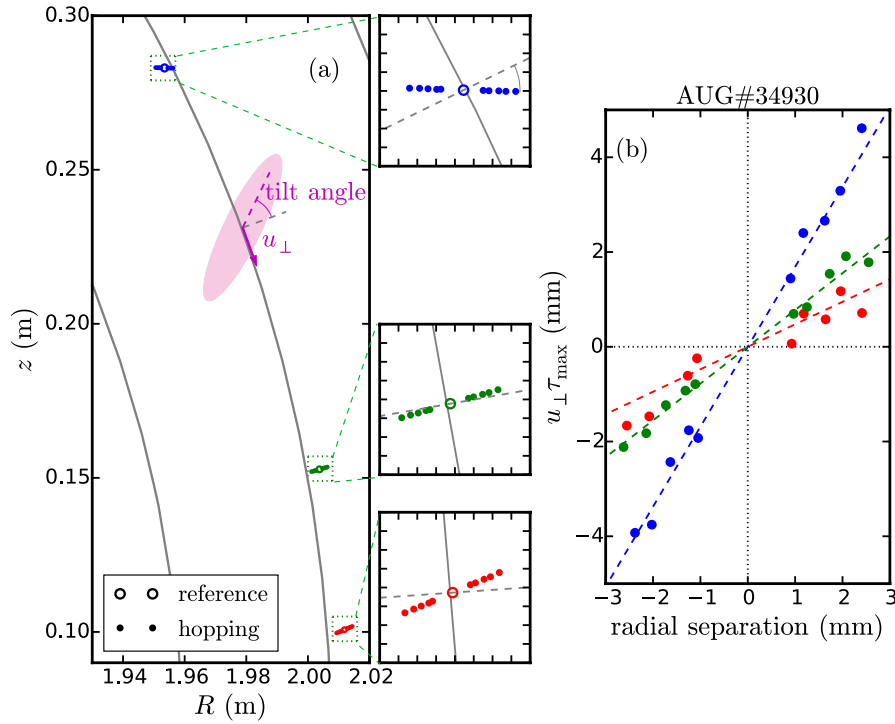 AUG#34930
(a)
(b)
tilt angle
u⊥
z (m)
0.30
0.25
0.20
0.15
0.10
reference
hopping
1.94 1.96 1.98 2.00 2.02
R (m)
u⊥τmax (mm)
4
2
0
−2
−4
−3 −2 −1 0 1 2 3
radial separation (mm)